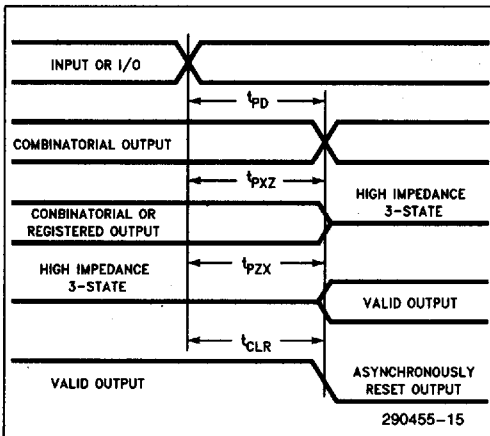 INPUT OR I/O
tPD
COMBINATORIAL OUTPUT
tPXZ
HIGH IMPEDANCE
3-STATE
CONBINATORIAL OR
REGISTERED OUTPUT
HIGH IMPEDANCE
3-STATE
tPZX
VALID OUTPUT
tCLR
VALID OUTPUT
ASYNCHRONOUSLY
RESET OUTPUT
290455-15